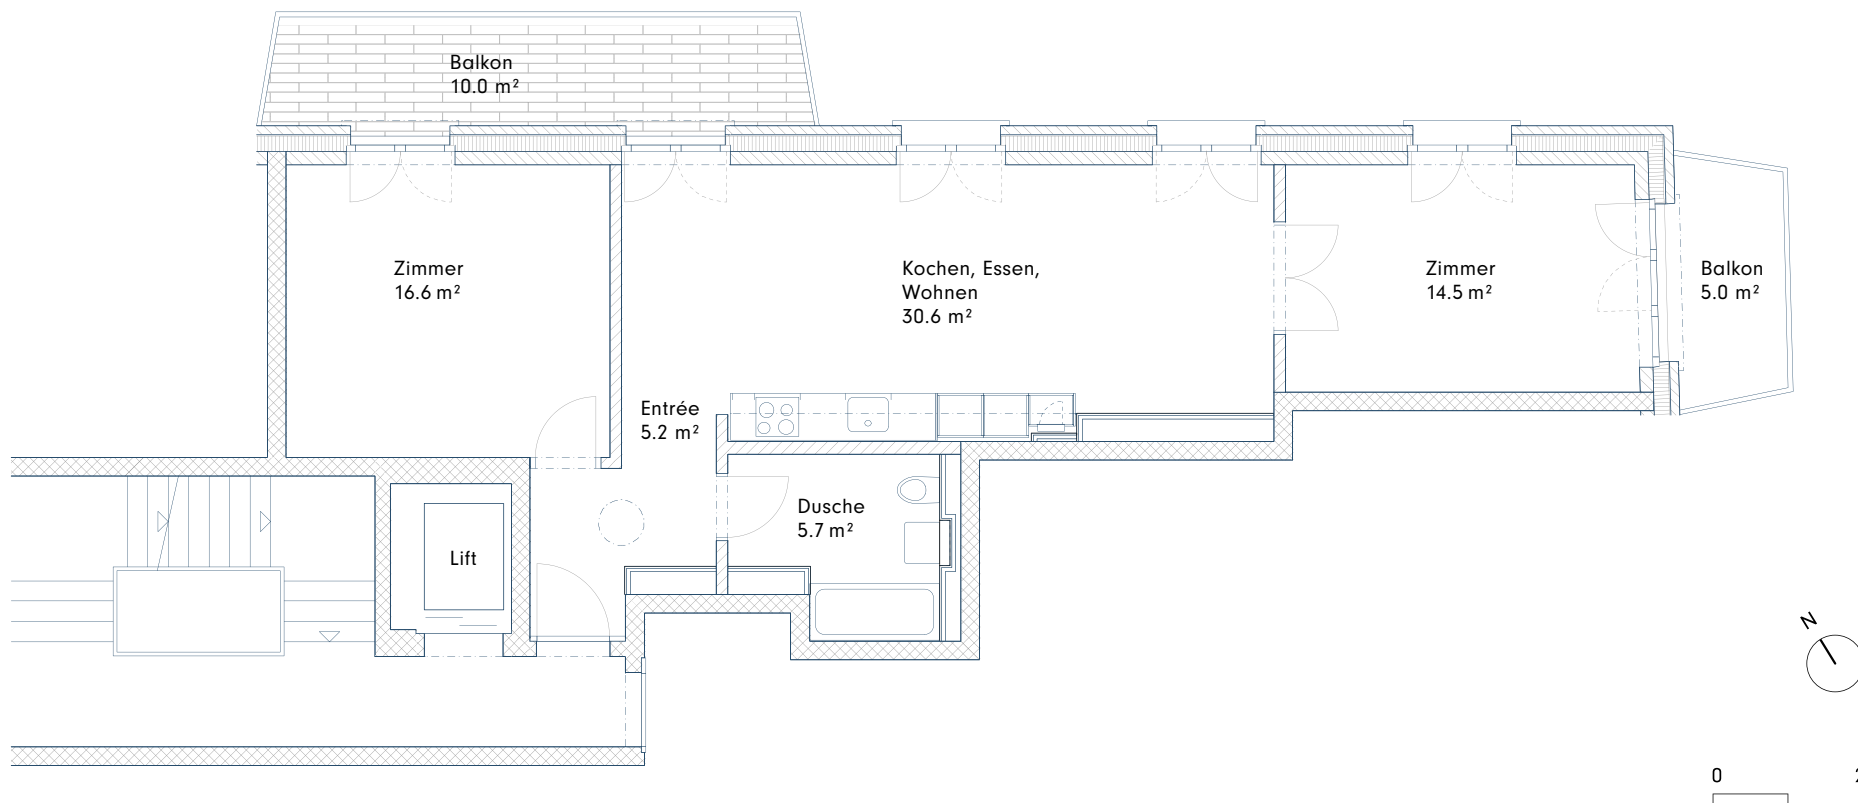 Balkon
10.0 m²
Zimmer
16.6 m²
Kochen, Essen,
Wohnen
30.6 m²
Zimmer
14.5 m²
Balkon
5.0 m²
Entrée
5.2 m²
Dusche
5.7 m²
Lift
N
0